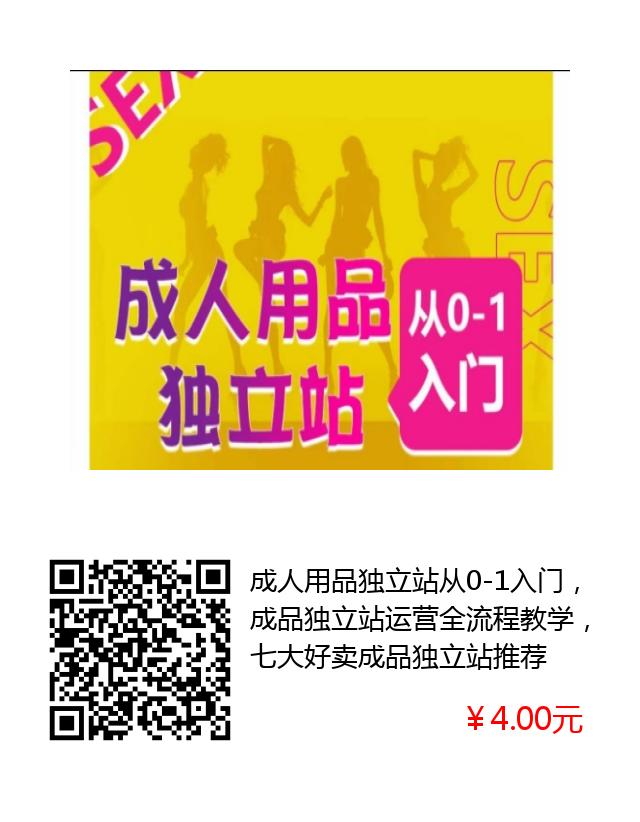 SEX
SEX
成人用品
独立站
从0-1
入门
成人用品独立站从0-1入门，
成品独立站运营全流程教学，
七大好卖成品独立站推荐
￥4.00元